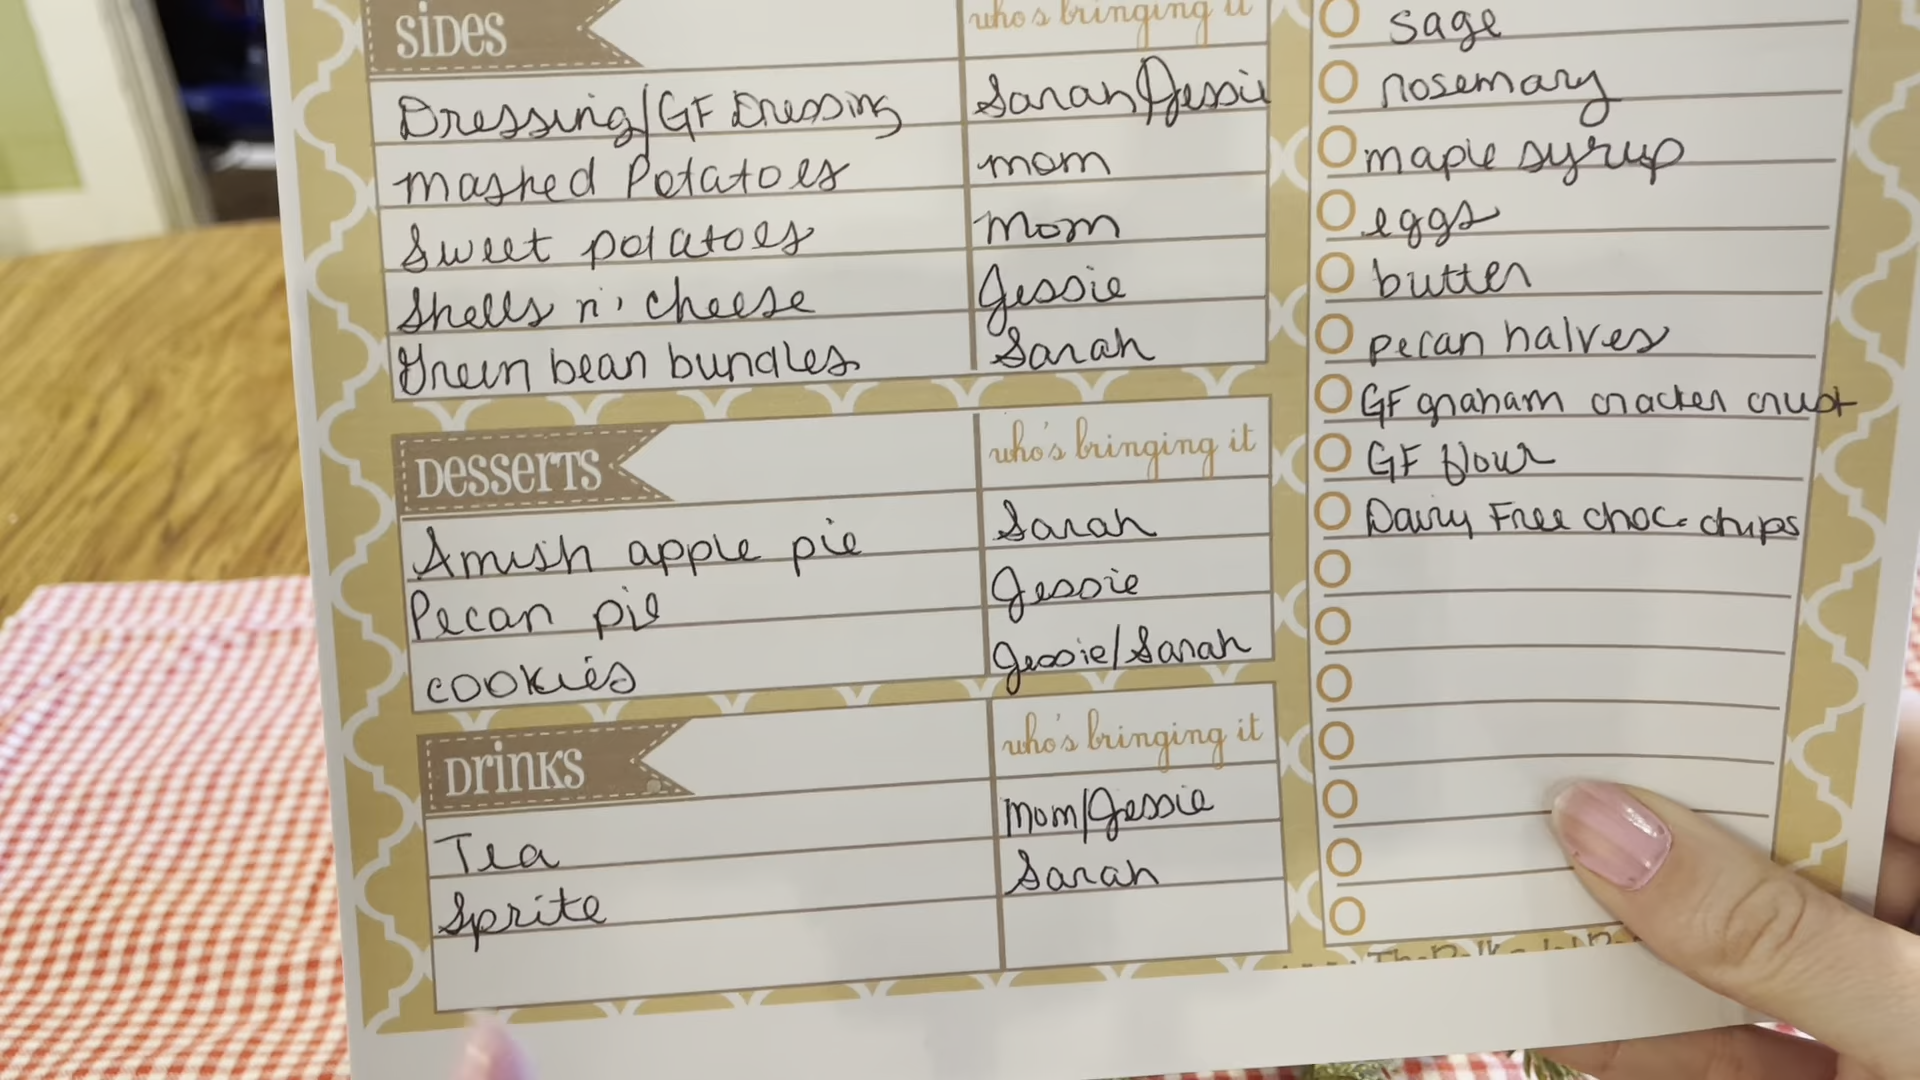 SIDES
who's bringing it
Dressing/GF Dressing
Sarah/Jessie
mashed Potatoes
mom
Sweet potatoes
Mom
Shells n' cheese
Jessie
Green bean bundles
Sarah
DESSERTS
who's bringing it
Amish apple pie
Sarah
Pecan pie
Jessie
cookies
Jessie/Sarah
DRINKS
who's bringing it
Tea
Mom/Jessie
Sprite
Sarah
sage
rosemary
maple syrup
eggs
butter
pecan halves
GF graham cracker crust
GF flour
Dairy Free choc. chips